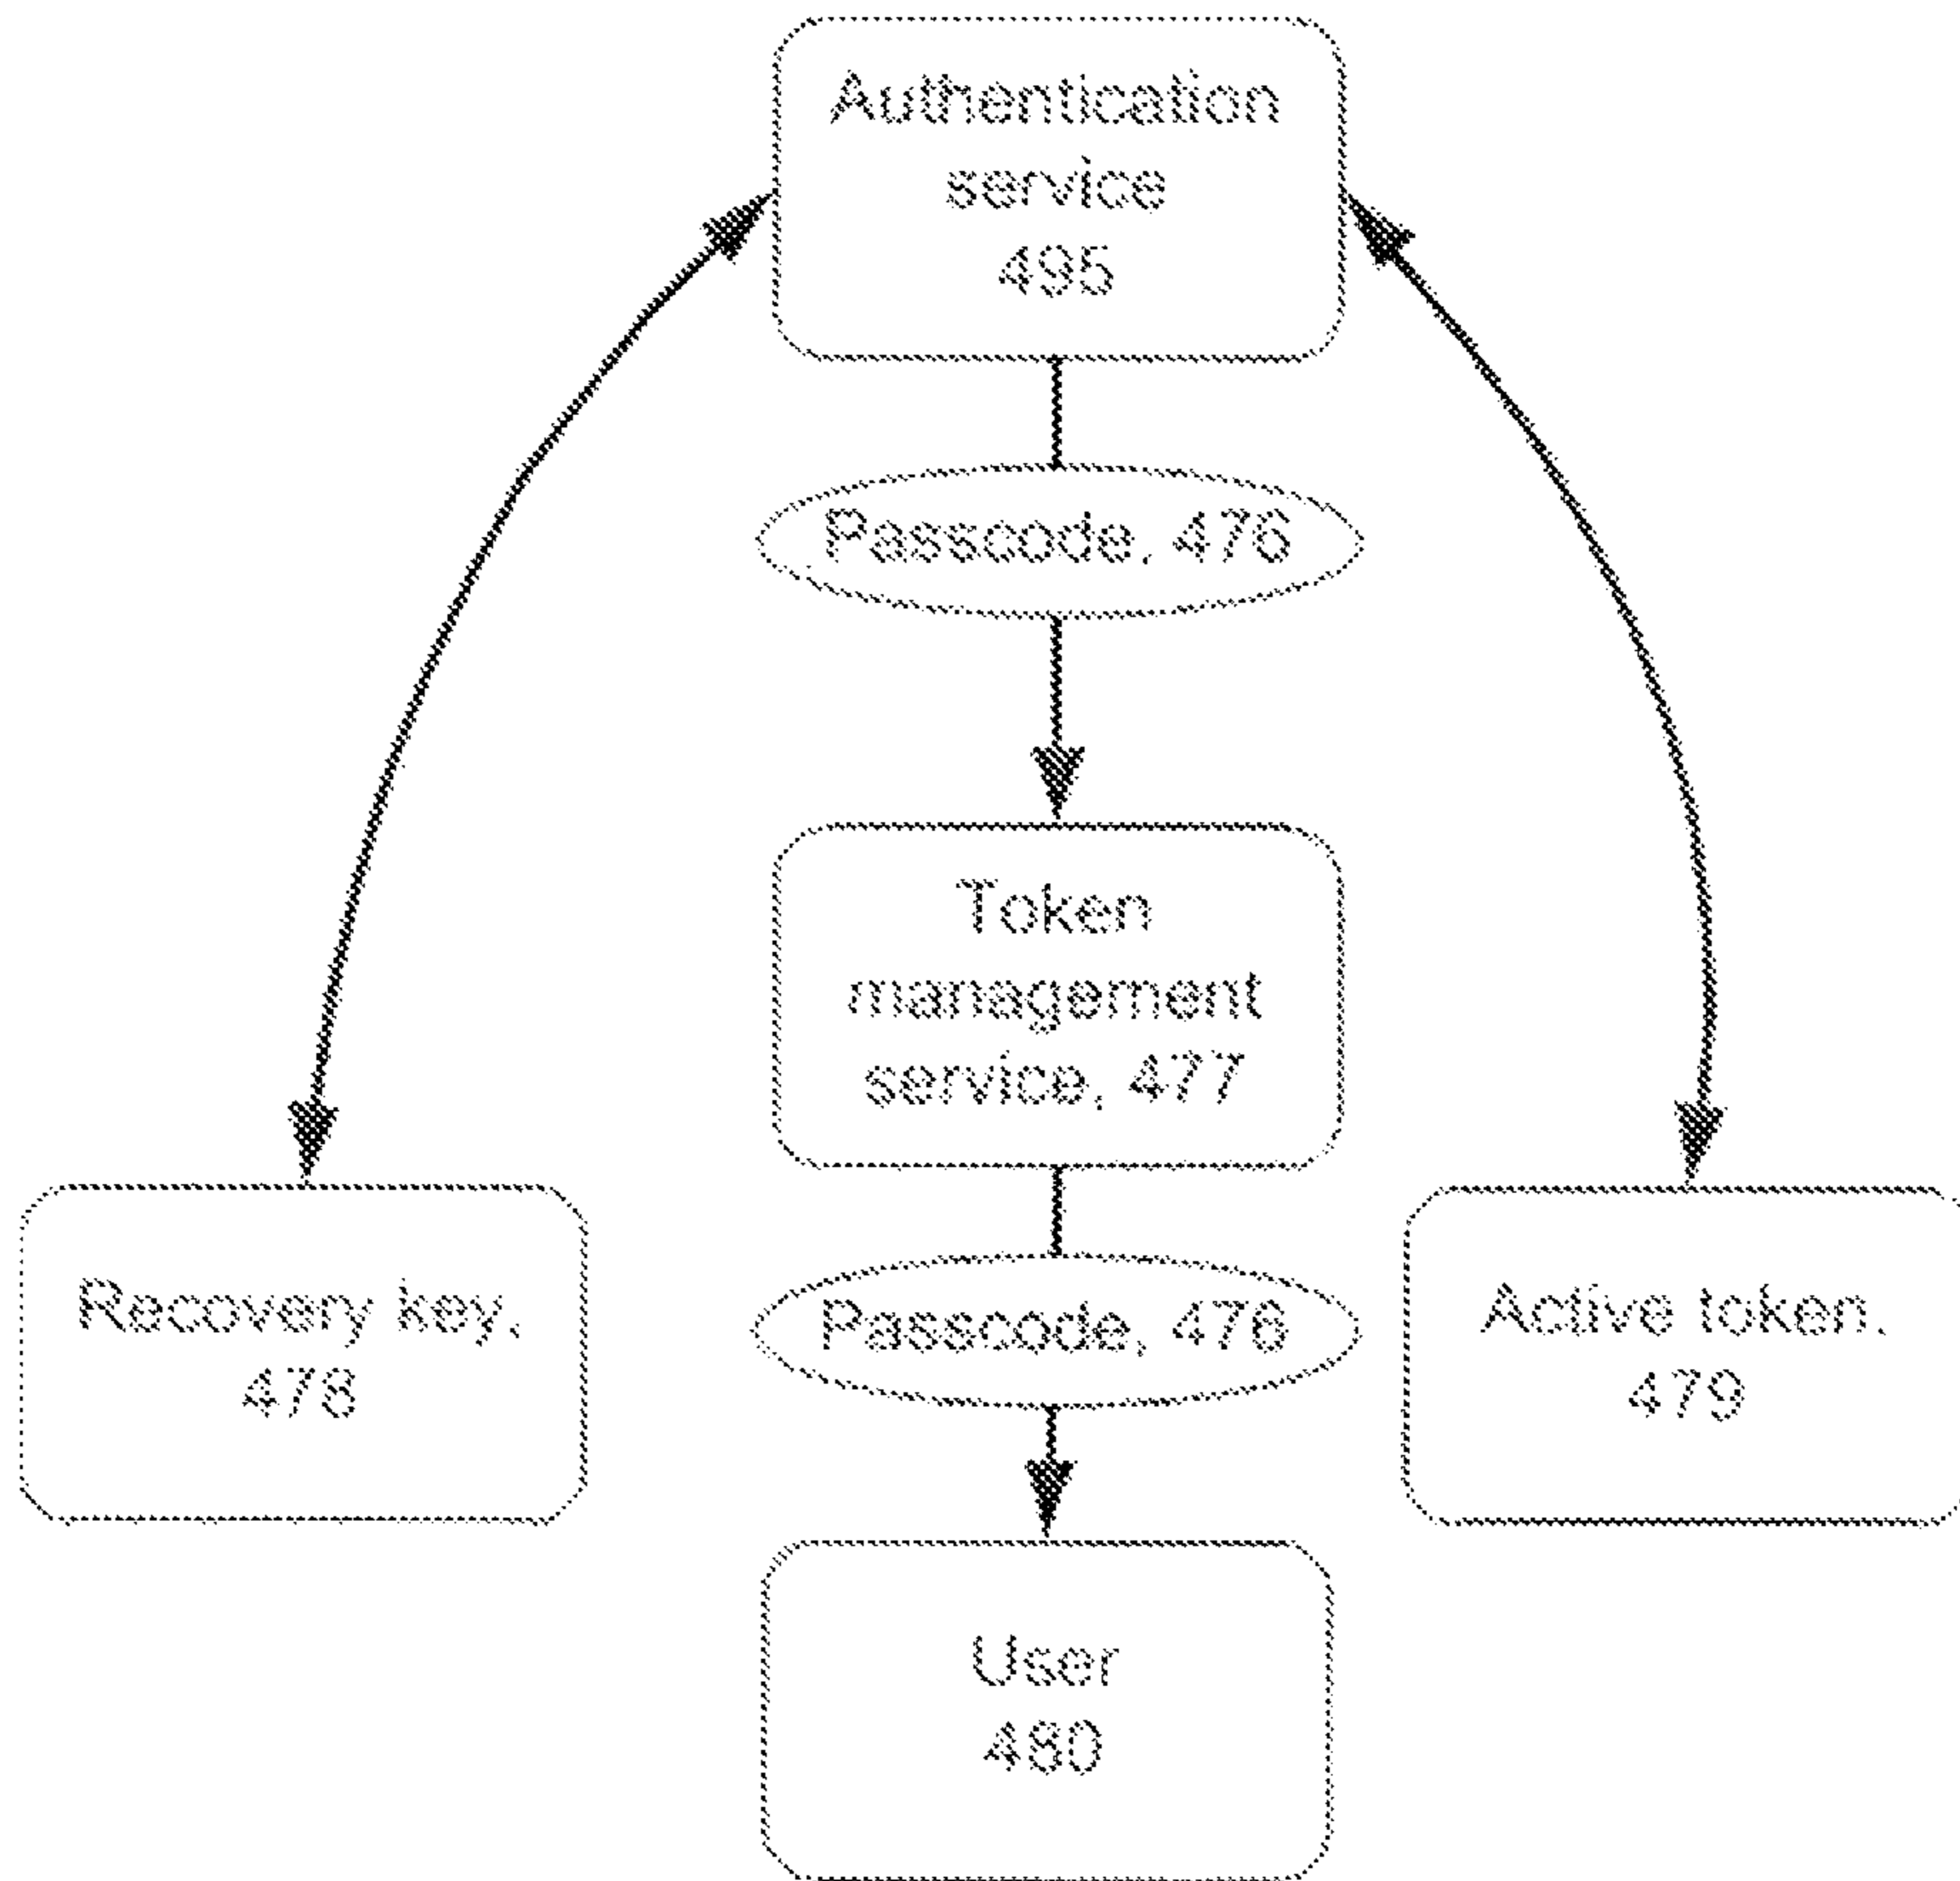 Authentication
service
495
Passcode, 476
Token
management
service, 477
Recovery key,
478
Passcode, 476
Active token,
479
User
480